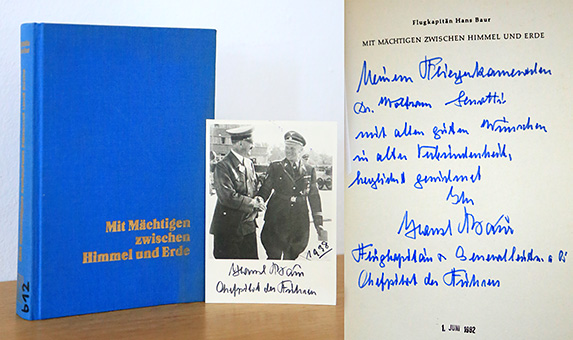 Mit Mächtigen
zwischen
Himmel und Erde
b12
1938
Hans Baur
Chefpilot des Führers
Flugkapitän Hans Baur
MIT MÄCHTIGEN ZWISCHEN HIMMEL UND ERDE
Meinem Fliegerkameraden
Dr. Wolfram
mit allen guten Wünschen
in alter Verbundenheit,
herzlichst gewidmet
Ihr
Hans Baur
Flugkapitän u Generalleutn. a
Chefpilot des Führers
1. JUNI 1982